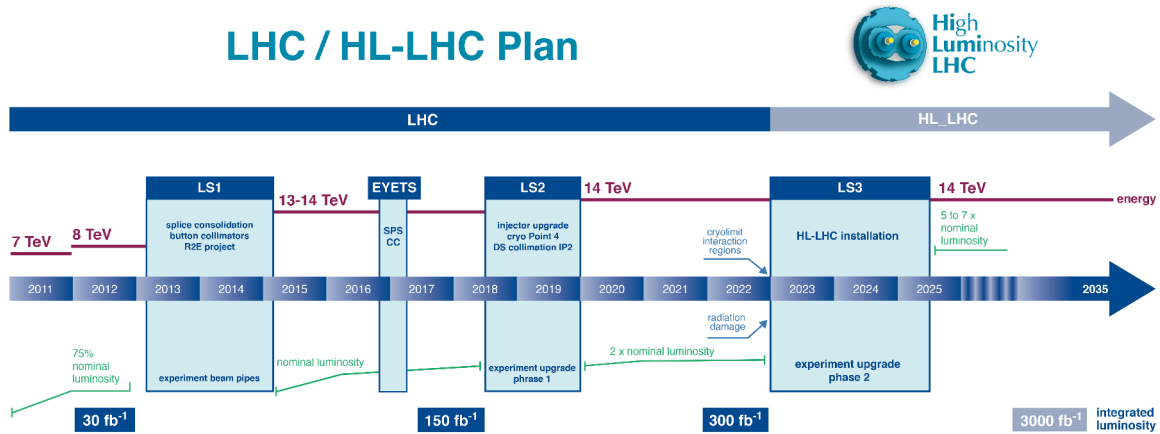 LHC / HL-LHC Plan
High
Luminosity
LHC
LHC
HL_LHC
LS1
EYETS
LS2
LS3
13-14 TeV
14 TeV
14 TeV
energy
7 TeV
8 TeV
splice consolidation
button collimators
R2E project
SPS
CC
injector upgrade
cryo Point 4
DS collimation IP2
cryolimit
interaction
regions
HL-LHC installation
5 to 7 x
nominal
luminosity
2011 2012 2013 2014 2015 2016 2017 2018 2019 2020 2021 2022 2023 2024 2025 2035
radiation
damage
75%
nominal
luminosity
nominal luminosity
2 x nominal luminosity
experiment beam pipes
experiment upgrade
phrase 1
experiment upgrade
phase 2
30 fb⁻¹
150 fb⁻¹
300 fb⁻¹
3000 fb⁻¹
integrated
luminosity